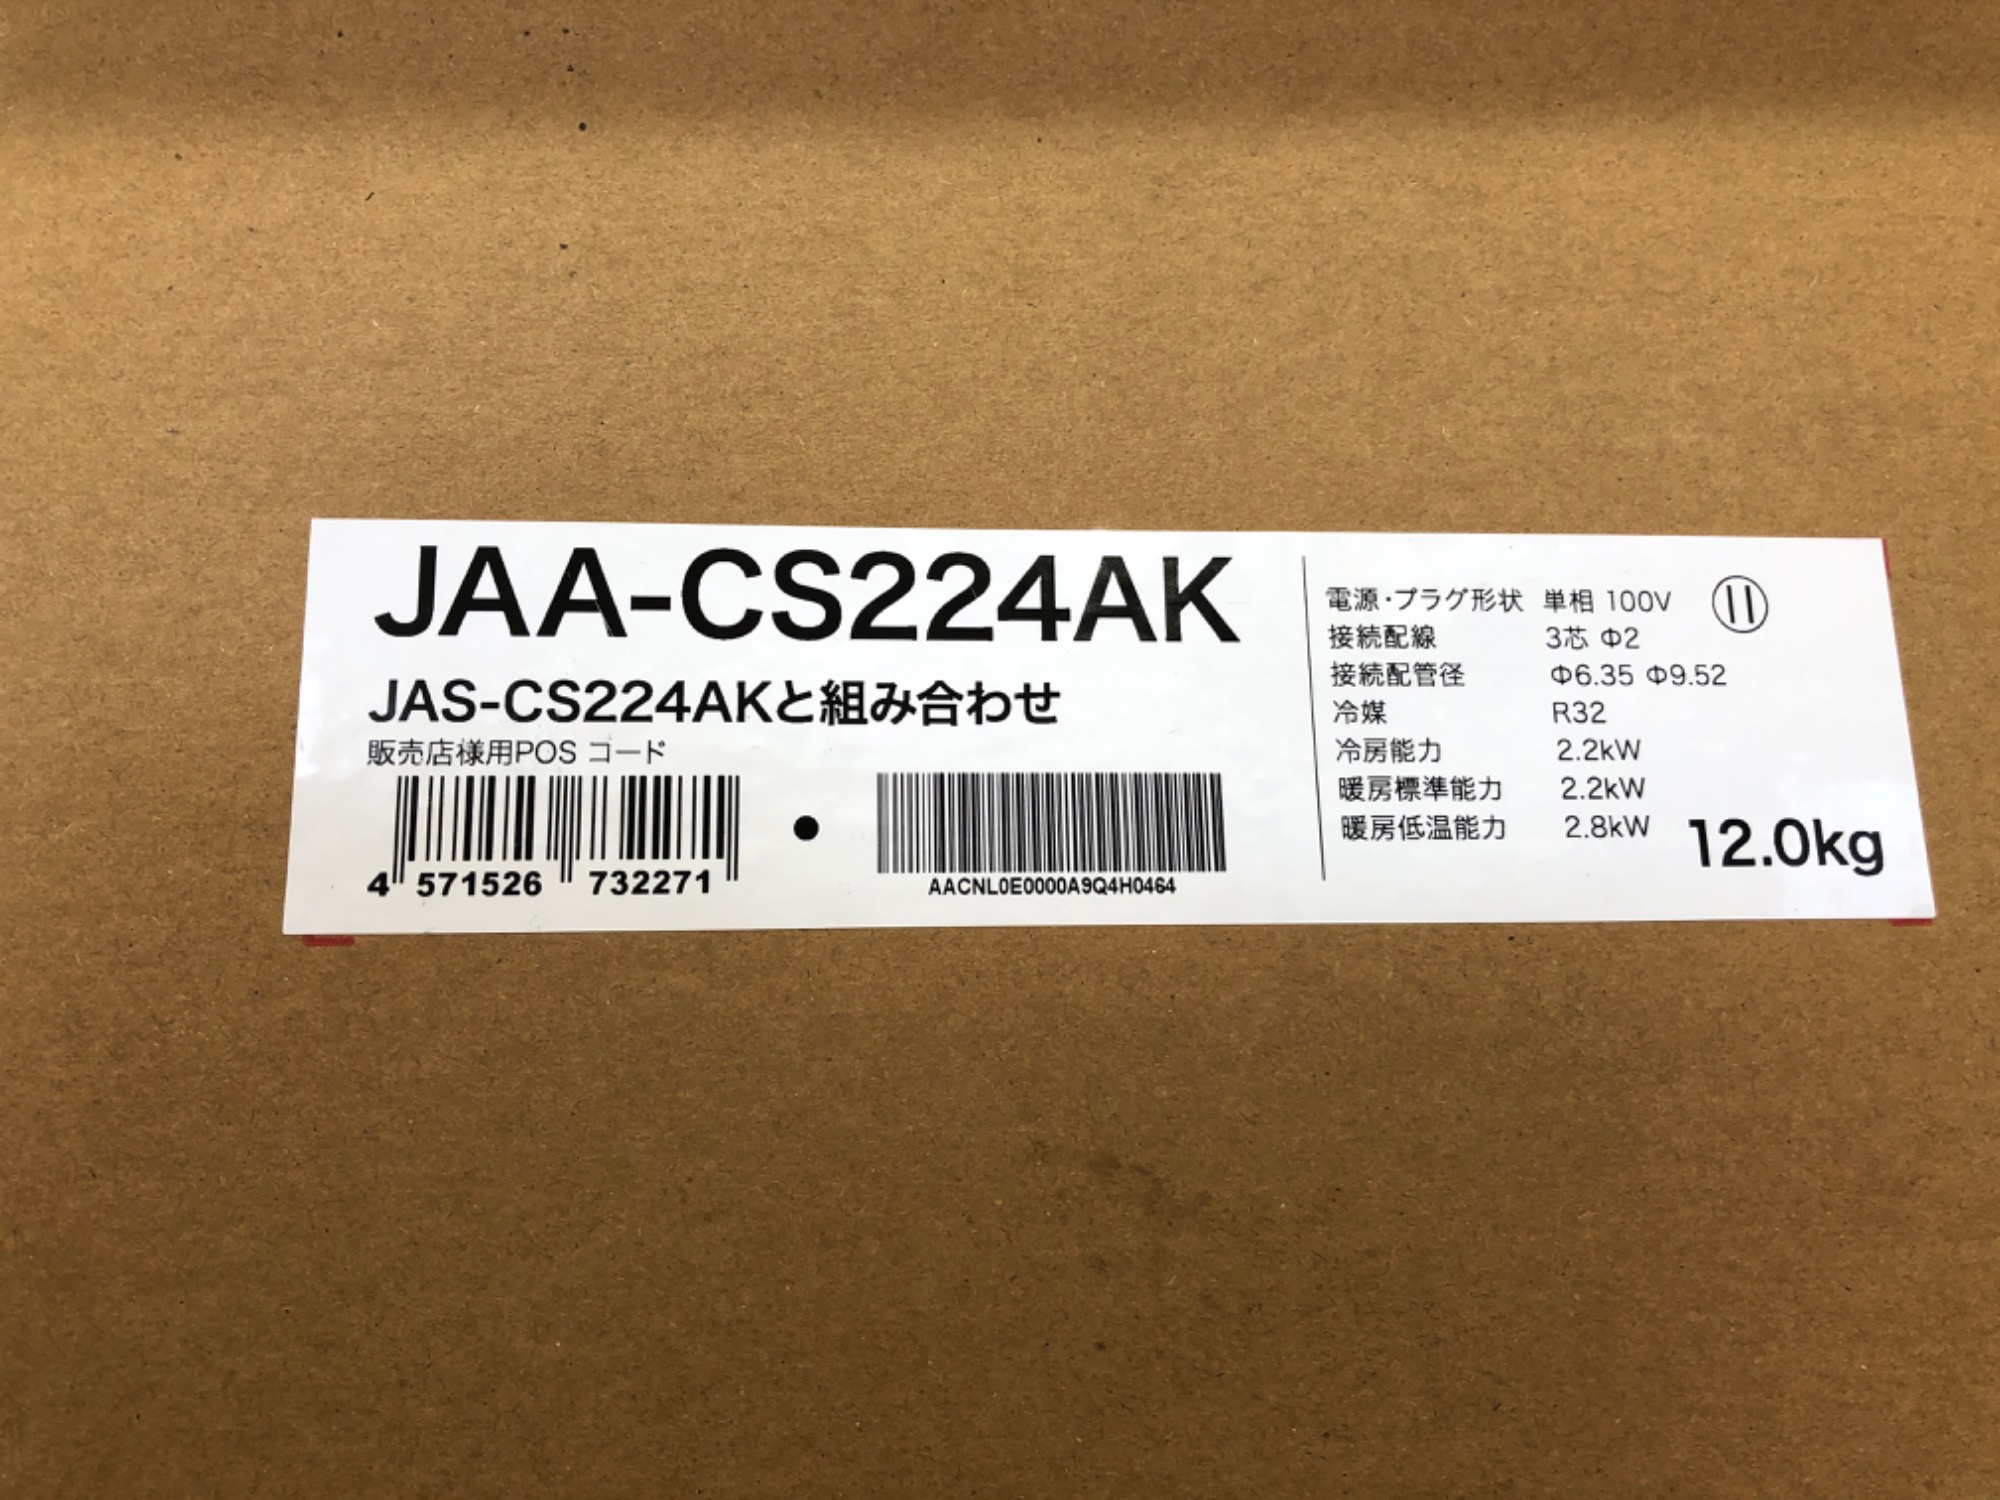 JAA-CS224AK
JAS-CS224AKと組み合わせ
販売店様用POS コード
4 571526 732271
AACNL0E0000A9Q4H0464
電源・プラグ形状 単相 100V
接続配線 3芯 Φ2
接続配管径 Φ6.35 Φ9.52
冷媒 R32
冷房能力 2.2kW
暖房標準能力 2.2kW
暖房低温能力 2.8kW
12.0kg